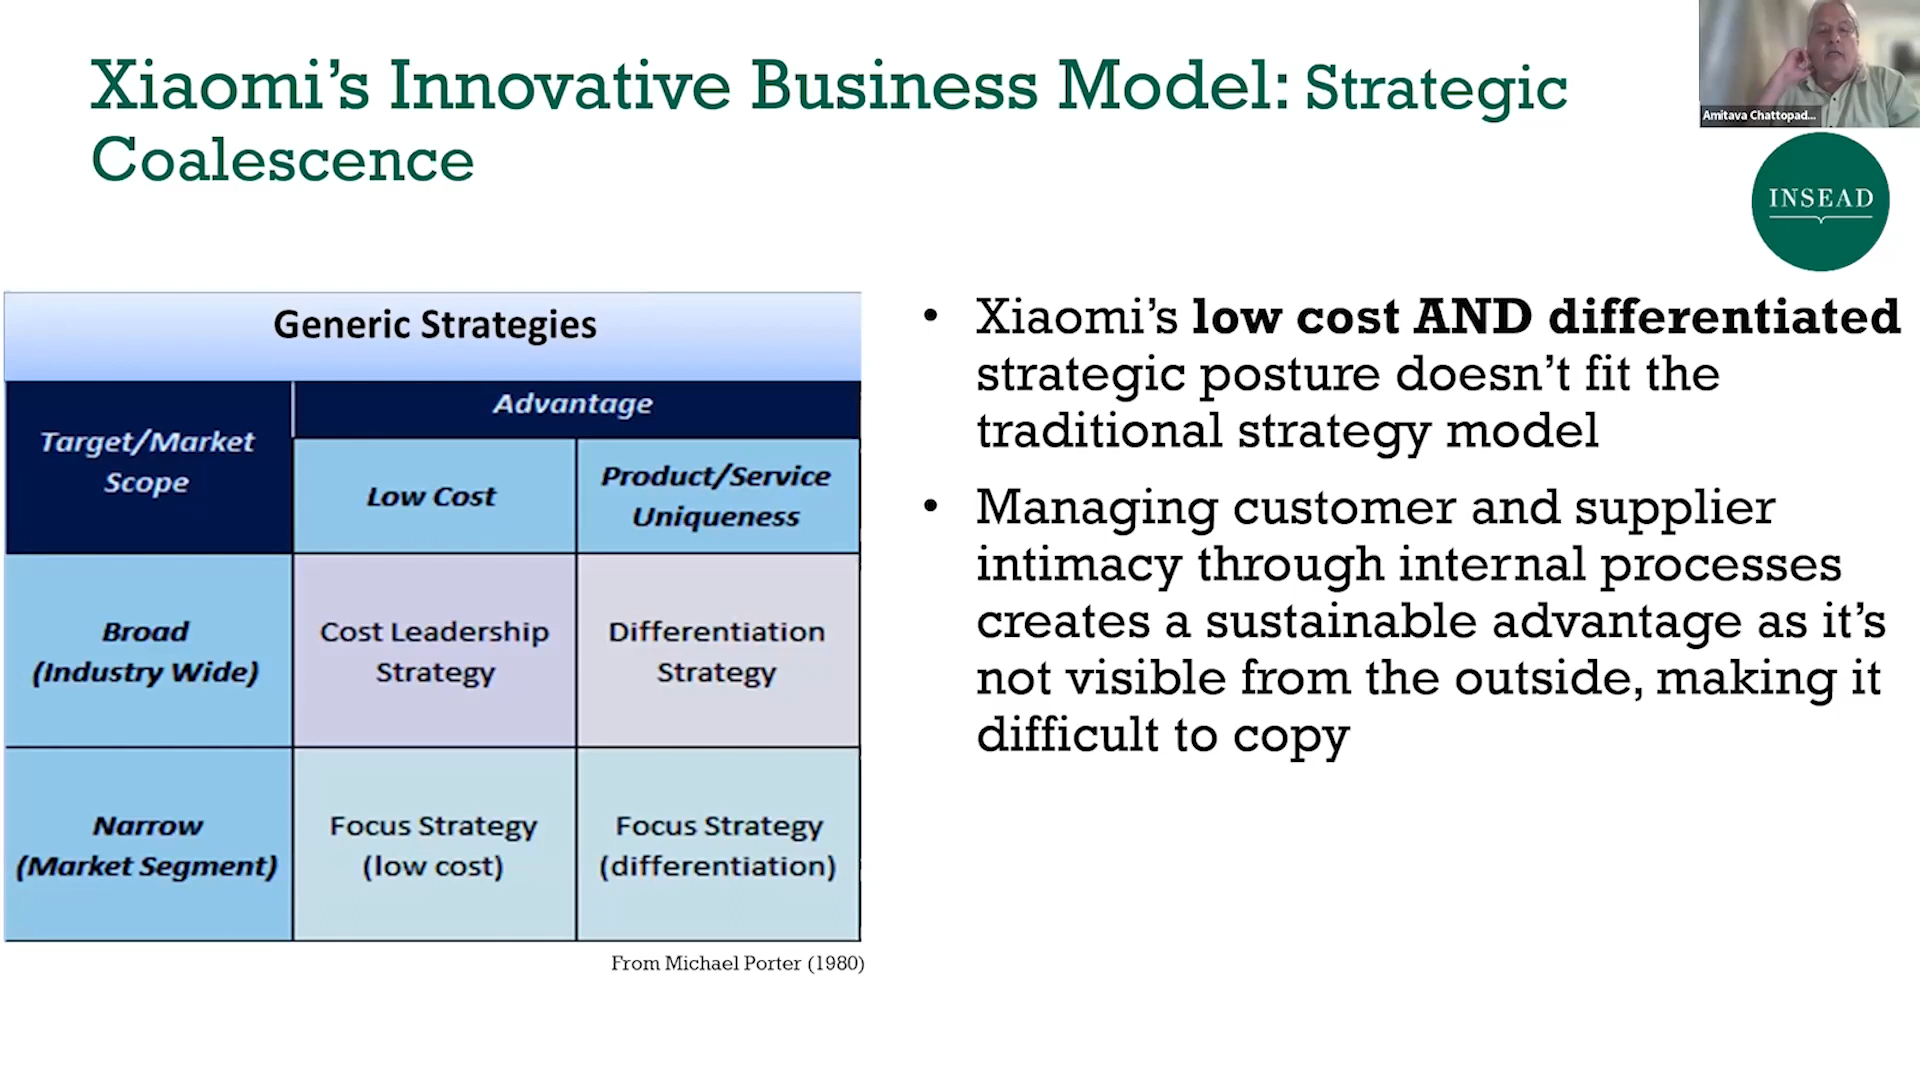 Xiaomi’s Innovative Business Model: Strategic
Coalescence
Amitava Chattopad...
INSEAD
Generic Strategies
Target/Market
Scope
Advantage
Low Cost
Product/Service
Uniqueness
Broad
(Industry Wide)
Cost Leadership
Strategy
Differentiation
Strategy
Narrow
(Market Segment)
Focus Strategy
(low cost)
Focus Strategy
(differentiation)
From Michael Porter (1980)
• Xiaomi’s low cost AND differentiated
strategic posture doesn’t fit the
traditional strategy model
• Managing customer and supplier
intimacy through internal processes
creates a sustainable advantage as it’s
not visible from the outside, making it
difficult to copy